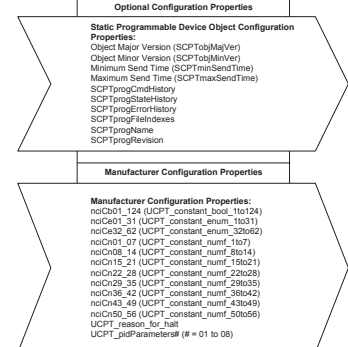 Optional Configuration Properties
Static Programmable Device Object Configuration
Properties:
Object Major Version (SCPTobjMajVer)
Object Minor Version (SCPTobjMinVer)
Minimum Send Time (SCPTminSendTime)
Maximum Send Time (SCPTmaxSendTime)
SCPTprogCmdHistory
SCPTprogStateHistory
SCPTprogErrorHistory
SCPTprogFileIndexes
SCPTprogName
SCPTprogRevision
Manufacturer Configuration Properties
Manufacturer Configuration Properties:
nciCb01_124 (UCPT_constant_bool_1to124)
nciCe01_31 (UCPT_constant_enum_1to31)
nciCe32_62 (UCPT_constant_enum_32to62)
nciCn01_07 (UCPT_constant_numf_1to7)
nciCn08_14 (UCPT_constant_numf_8to14)
nciCn15_21 (UCPT_constant_numf_15to21)
nciCn22_28 (UCPT_constant_numf_22to28)
nciCn29_35 (UCPT_constant_numf_29to35)
nciCn36_42 (UCPT_constant_numf_36to42)
nciCn43_49 (UCPT_constant_numf_43to49)
nciCn50_56 (UCPT_constant_numf_50to56)
UCPT_reason_for_halt
UCPT_pidParameters# (# = 01 to 08)